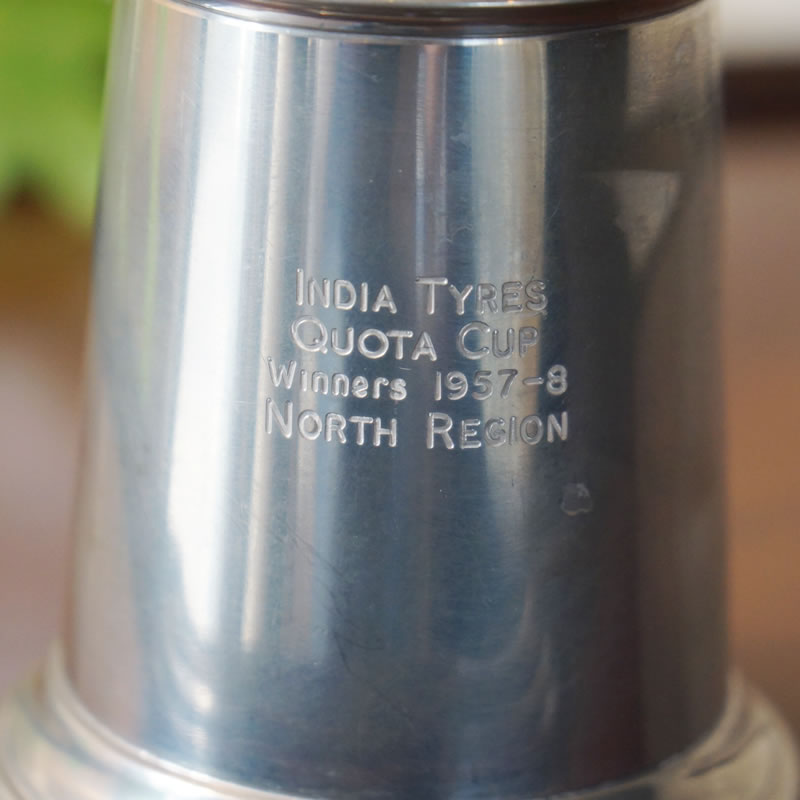 INDIA TYRES
QUOTA CUP
Winners 1957-8
NORTH REGION